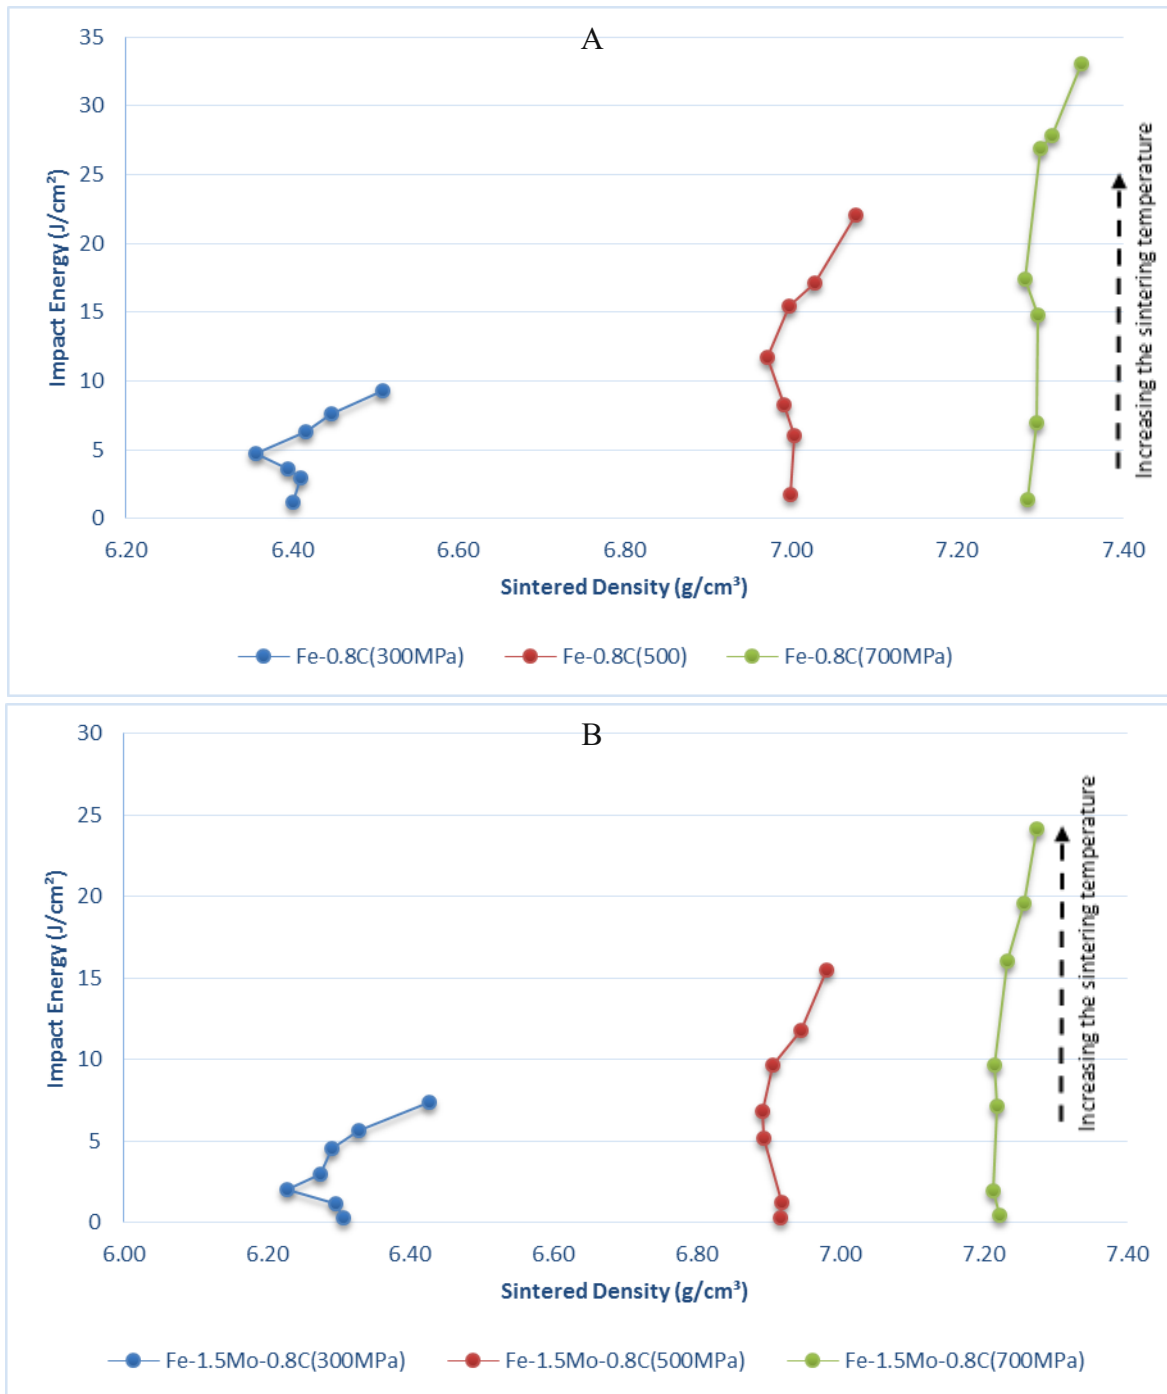 A
35
30
25
20
15
10
5
0
Impact Energy (J/cm²)
Increasing the sintering temperature
6.20 6.40 6.60 6.80 7.00 7.20 7.40
Sintered Density (g/cm³)
Fe-0.8C(300MPa) Fe-0.8C(500) Fe-0.8C(700MPa)
B
30
25
20
15
10
5
0
Impact Energy (J/cm²)
Increasing the sintering temperature
6.00 6.20 6.40 6.60 6.80 7.00 7.20 7.40
Sintered Density (g/cm³)
Fe-1.5Mo-0.8C(300MPa) Fe-1.5Mo-0.8C(500MPa) Fe-1.5Mo-0.8C(700MPa)